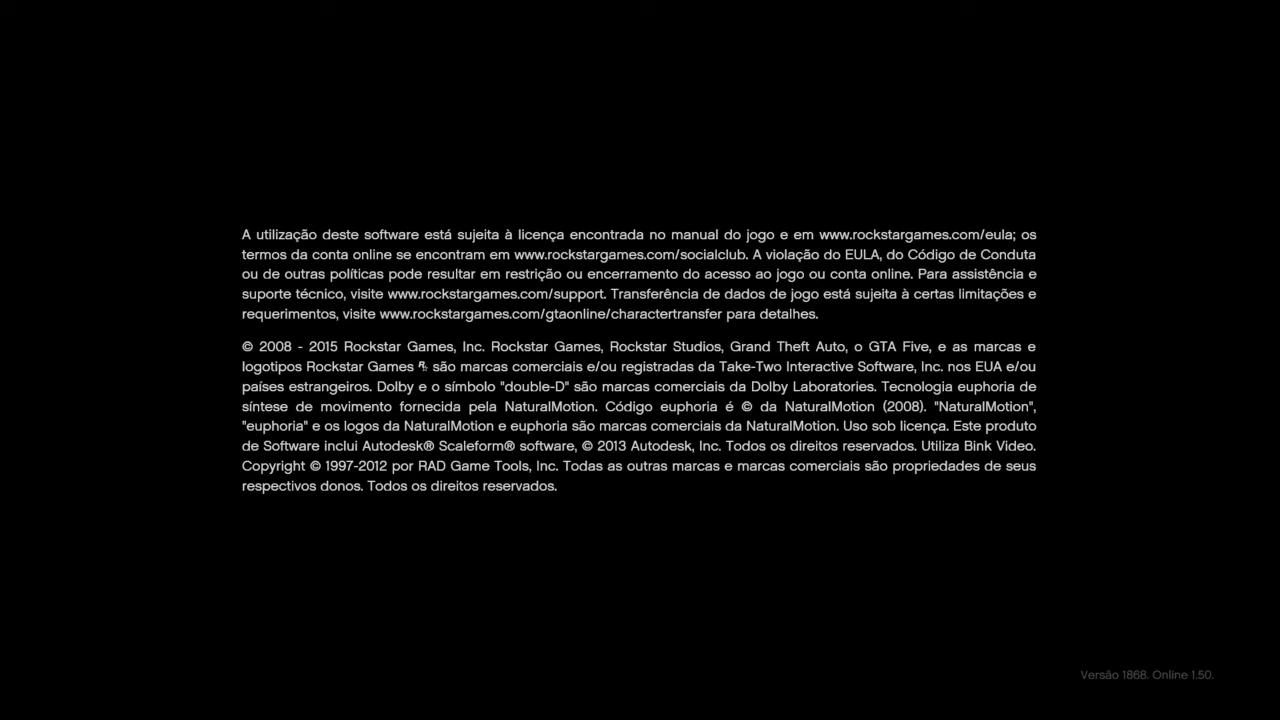 A utilização deste software está sujeita à licença encontrada no manual do jogo e em www.rockstargames.com/eula; os
termos da conta online se encontram em www.rockstargames.com/socialclub. A violação do EULA, do Código de Conduta
ou de outras políticas pode resultar em restrição ou encerramento do acesso ao jogo ou conta online. Para assistência e
suporte técnico, visite www.rockstargames.com/support. Transferência de dados de jogo está sujeita à certas limitações e
requerimentos, visite www.rockstargames.com/gtaonline/charactertransfer para detalhes.
© 2008 - 2015 Rockstar Games, Inc. Rockstar Games, Rockstar Studios, Grand Theft Auto, o GTA Five, e as marcas e
logotipos Rockstar Games R* são marcas comerciais e/ou registradas da Take-Two Interactive Software, Inc. nos EUA e/ou
países estrangeiros. Dolby e o símbolo "double-D" são marcas comerciais da Dolby Laboratories. Tecnologia euphoria de
síntese de movimento fornecida pela NaturalMotion. Código euphoria é © da NaturalMotion (2008). "NaturalMotion",
"euphoria" e os logos da NaturalMotion e euphoria são marcas comerciais da NaturalMotion. Uso sob licença. Este produto
de Software inclui Autodesk® Scaleform® software, © 2013 Autodesk, Inc. Todos os direitos reservados. Utiliza Bink Video.
Copyright © 1997-2012 por RAD Game Tools, Inc. Todas as outras marcas e marcas comerciais são propriedades de seus
respectivos donos. Todos os direitos reservados.
Versão 1868. Online 1.50.